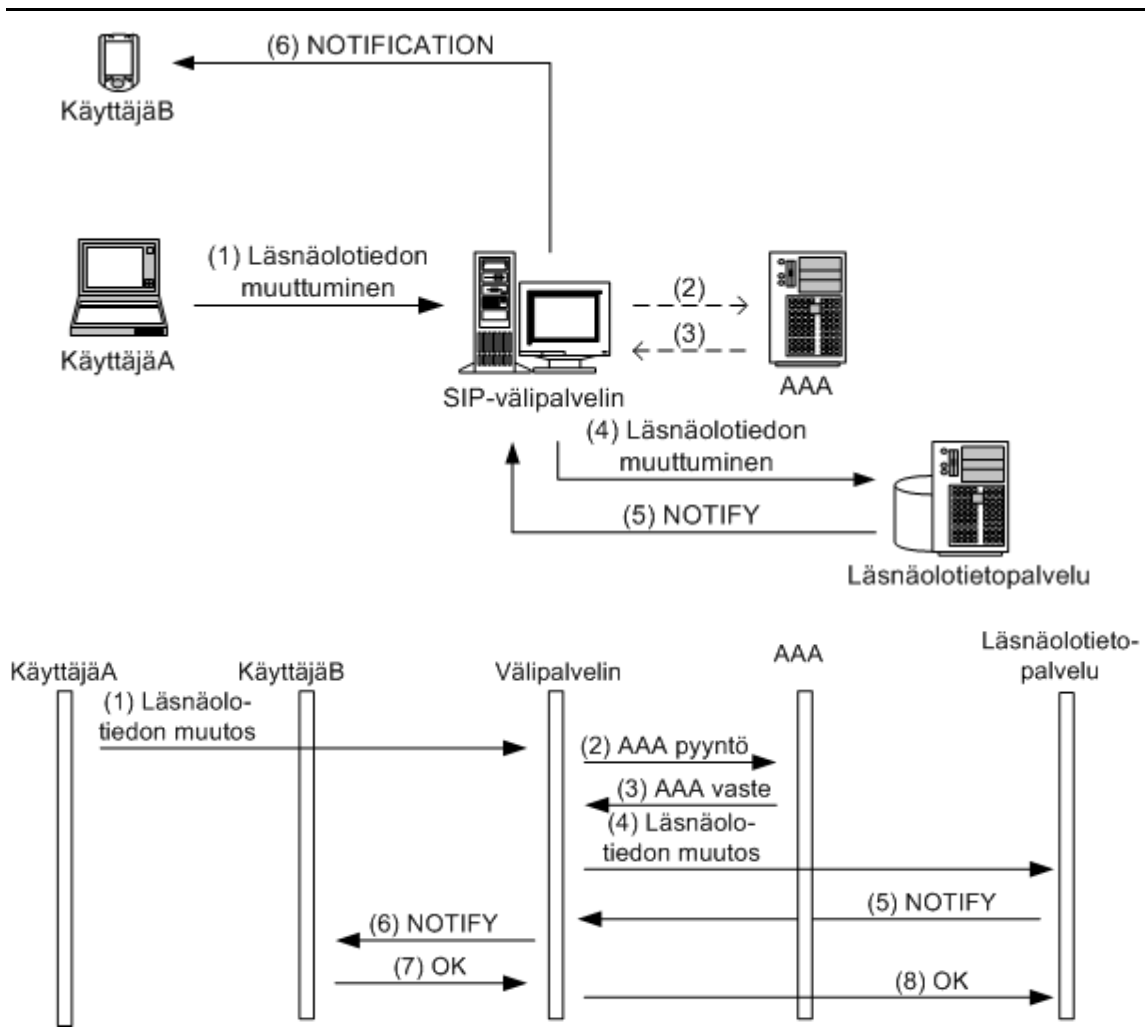 (6) NOTIFICATION
KäyttäjäB
(1) Läsnäolotiedon
muuttuminen
KäyttäjäA
SIP-välipalvelin
(2)
(3)
AAA
(4) Läsnäolotiedon
muuttuminen
(5) NOTIFY
Läsnäolotietopalvelu
KäyttäjäA
KäyttäjäB
Välipalvelin
AAA
Läsnäolotieto-
palvelu
(1) Läsnäolo-
tiedon muutos
(2) AAA pyyntö
(3) AAA vaste
(4) Läsnäolo-
tiedon muutos
(5) NOTIFY
(6) NOTIFY
(7) OK
(8) OK